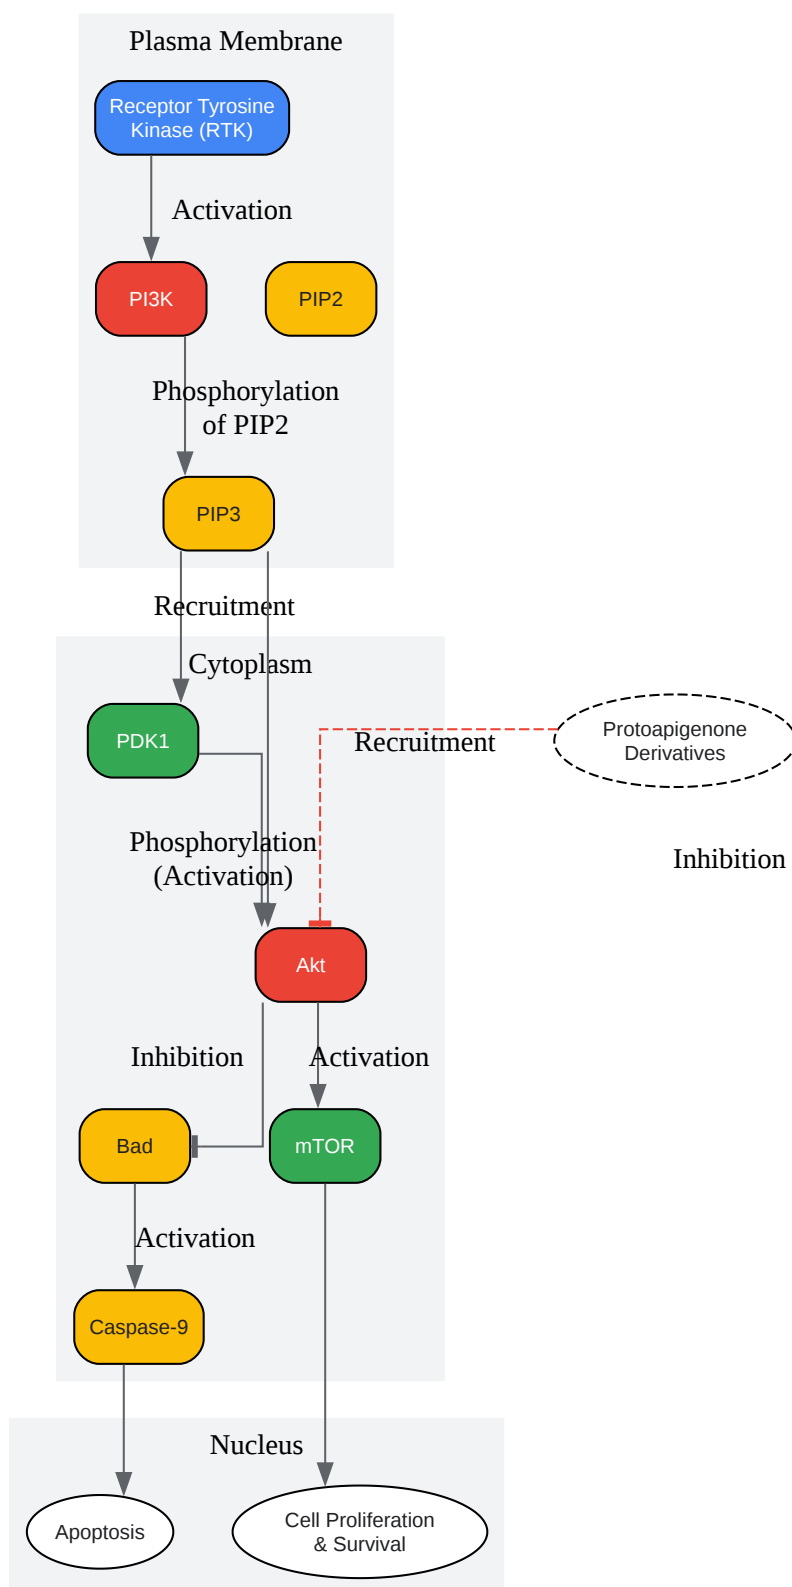 Plasma Membrane
Receptor Tyrosine
Kinase (RTK)
Activation
PI3K
PIP2
Phosphorylation
of PIP2
PIP3
Recruitment
Cytoplasm
PDK1
Recruitment
Protoapigenone
Derivatives
Phosphorylation
(Activation)
Inhibition
Akt
Inhibition
Activation
Bad
mTOR
Activation
Caspase-9
Nucleus
Apoptosis
Cell Proliferation
& Survival